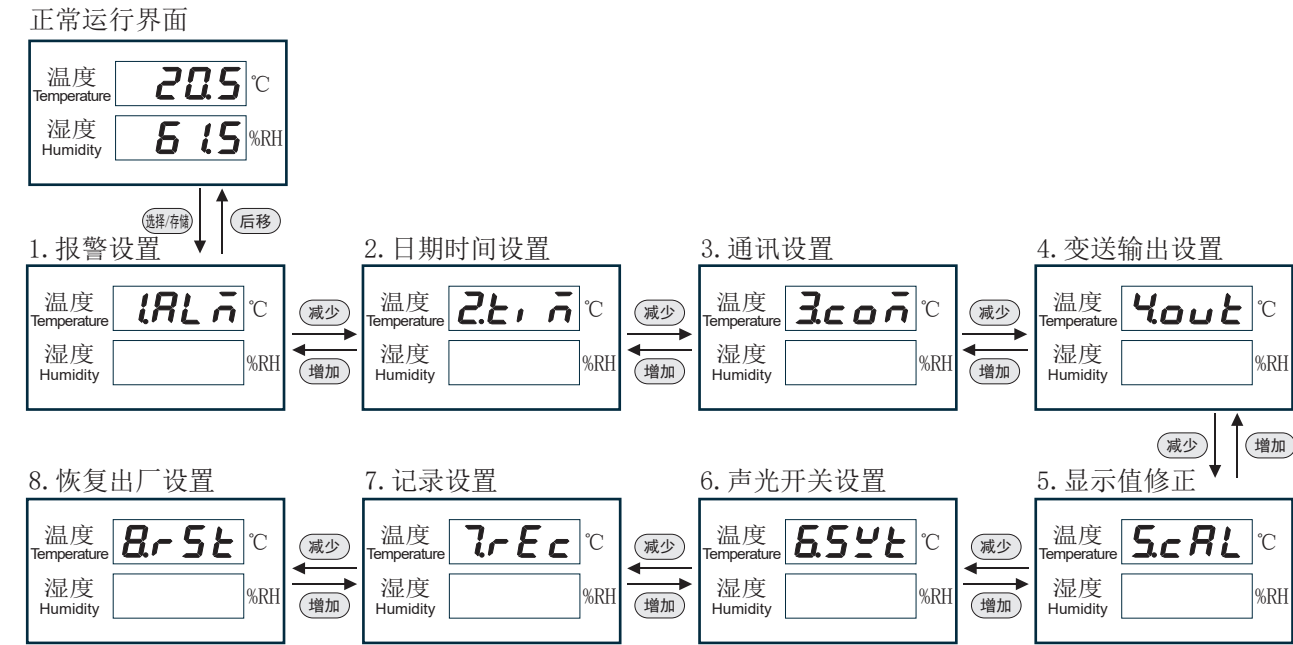 正常运行界面
温度 20.5 ℃
Temperature
湿度 61.5 %RH
Humidity
选择/存储 后移
1.报警设置 2.日期时间设置 3.通讯设置 4.变送输出设置
温度 1.ALm ℃ 减少 温度 2.tim ℃ 减少 温度 3.com ℃ 减少 温度 4.out ℃
Temperature Temperature Temperature Temperature
湿度 %RH 增加 湿度 %RH 增加 湿度 %RH 增加 湿度 %RH
Humidity Humidity Humidity Humidity
减少 增加
8.恢复出厂设置 7.记录设置 6.声光开关设置 5.显示值修正
温度 8.rSt ℃ 减少 温度 7.rEc ℃ 减少 温度 6.SWt ℃ 减少 温度 5.cAL ℃
Temperature Temperature Temperature Temperature
湿度 %RH 增加 湿度 %RH 增加 湿度 %RH 增加 湿度 %RH
Humidity Humidity Humidity Humidity